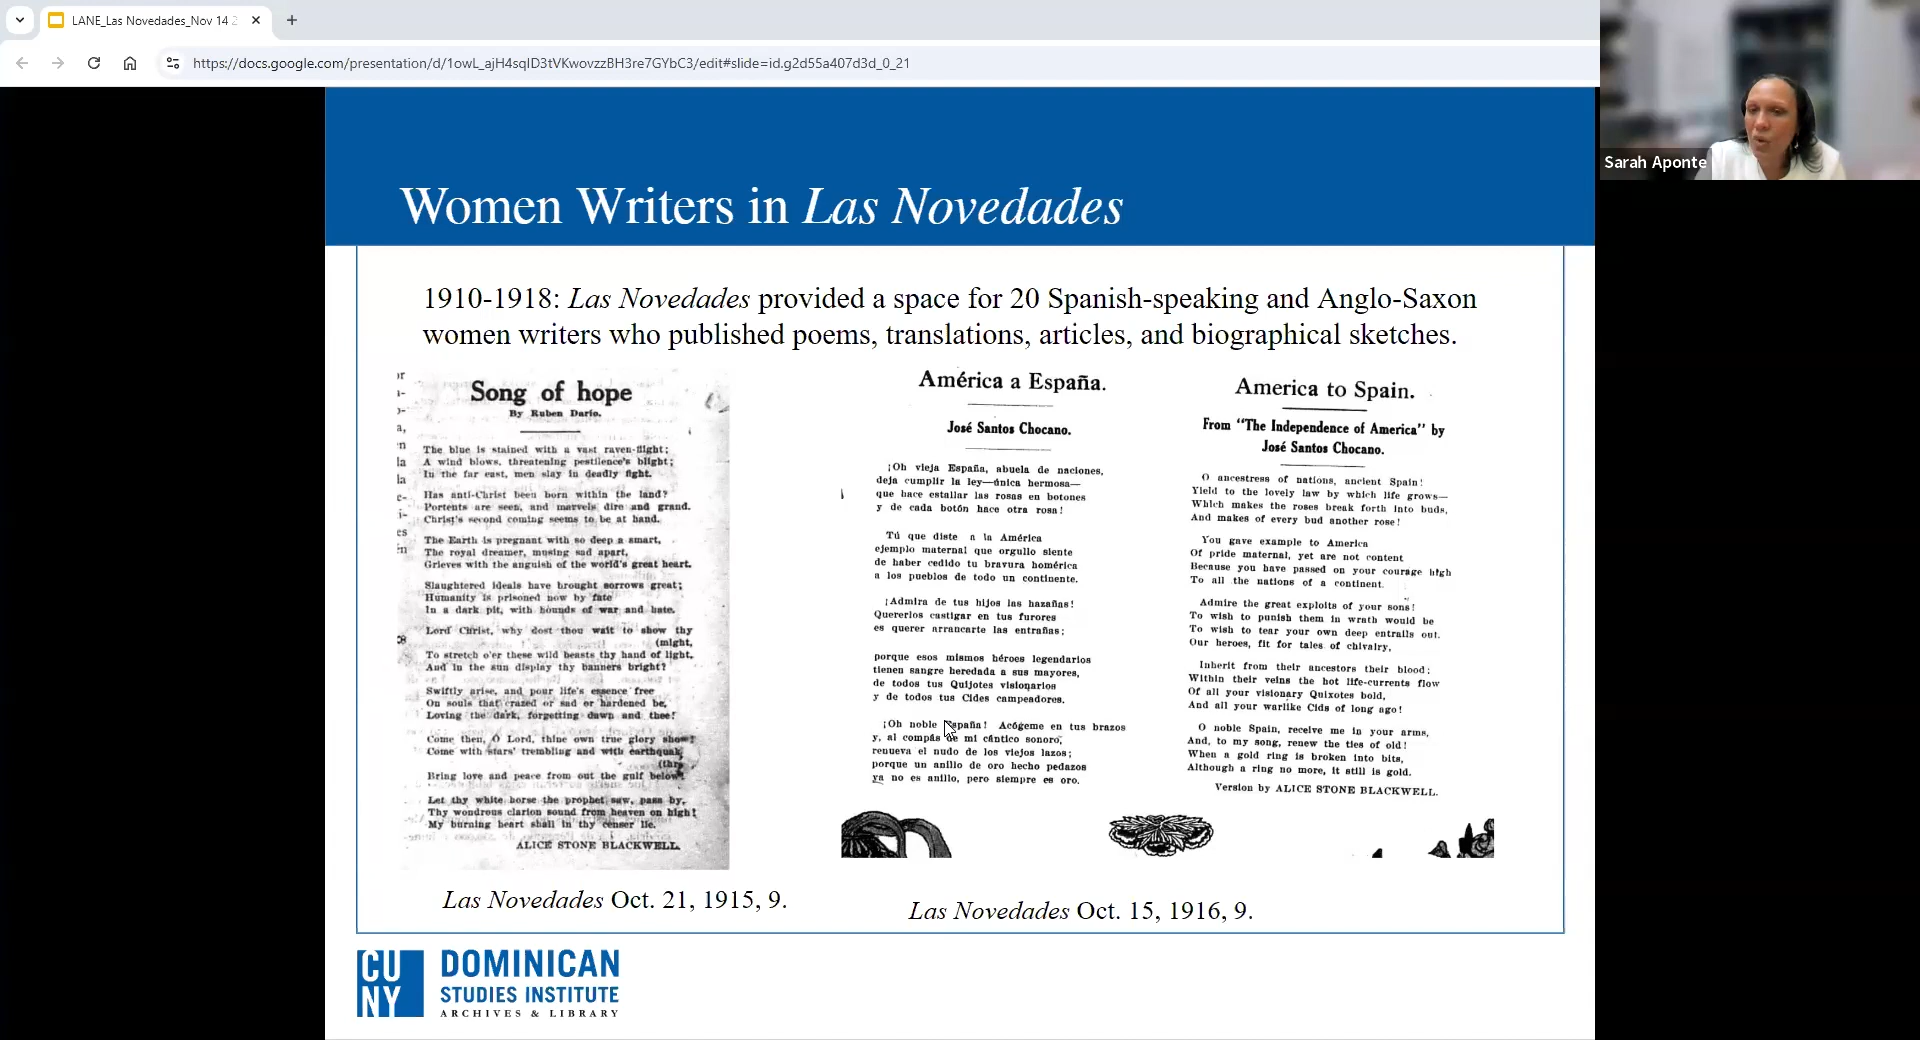 LANE_Las Novedades_Nov 14 2
https://docs.google.com/presentation/d/1owL_ajH4sqID3tVKwovzzBH3re7GYbC3/edit#slide=id.g2d55a407d3d_0_21
Sarah Aponte
Women Writers in Las Novedades
1910-1918: Las Novedades provided a space for 20 Spanish-speaking and Anglo-Saxon
women writers who published poems, translations, articles, and biographical sketches.
Song of hope
By Ruben Dario.
The blue is stained with a vast raven-flight;
A wind blows, threatening pestilence's blight;
In the far east, men slay in deadly fight.
Has anti-Christ been born within the land?
Portents are seen, and marvels dire and grand.
Christ's second coming seems to be at hand.
The Earth is pregnant with so deep a smart,
The royal dreamer, musing sad apart,
Grieves with the anguish of the world's great heart.
Slaughtered ideals have brought sorrows great;
Humanity is prisoned now by fate
In a dark pit, with hounds of war and hate.
Lord Christ, why dost thou wait to show thy
(might,
To stretch o'er these wild beasts thy hand of light,
And in the sun display thy banners bright?
Swiftly arise, and pour life's essence free
On souls that crazed or sad or hardened be,
Loving the dark, forgetting dawn and thee!
Come then, O Lord, thine own true glory show!
Come with stars' trembling and with earthquak
(thr
Bring love and peace from out the gulf below!
Let thy white horse the prophet saw, pass by,
Thy wondrous clarion sound from heaven on high!
My burning heart shall in thy censer lie.
ALICE STONE BLACKWELL.
Las Novedades Oct. 21, 1915, 9.
América a España.
José Santos Chocano.
¡Oh vieja España, abuela de naciones,
deja cumplir la ley—única hermosa—
que hace estallar las rosas en botones
y de cada botón hace otra rosa!
Tú que diste a la América
ejemplo maternal que orgullo siente
de haber cedido tu bravura homérica
a los pueblos de todo un continente.
¡Admira de tus hijos las hazañas!
Quererlos castigar en tus furores
es querer arrancarte las entrañas;
porque esos mismos héroes legendarios
tienen sangre heredada a sus mayores,
de todos tus Quijotes visionarios
y de todos tus Cides campeadores.
¡Oh noble España! Acógeme en tus brazos
y, al compás de mi cántico sonoro,
renueva el nudo de los viejos lazos;
porque un anillo de oro hecho pedazos
ya no es anillo, pero siempre es oro.
America to Spain.
From "The Independence of America" by
José Santos Chocano.
O ancestress of nations, ancient Spain!
Yield to the lovely law by which life grows—
Which makes the roses break forth into buds,
And makes of every bud another rose!
You gave example to America
Of pride maternal, yet are not content
Because you have passed on your courage high
To all the nations of a continent.
Admire the great exploits of your sons!
To wish to punish them in wrath would be
To wish to tear your own deep entrails out.
Our heroes, fit for tales of chivalry,
Inherit from their ancestors their blood;
Within their veins the hot life-currents flow
Of all your visionary Quixotes bold,
And all your warlike Cids of long ago!
O noble Spain, receive me in your arms,
And, to my song, renew the ties of old!
When a gold ring is broken into bits,
Although a ring no more, it still is gold.
Version by ALICE STONE BLACKWELL.
Las Novedades Oct. 15, 1916, 9.
CU
NY
DOMINICAN
STUDIES INSTITUTE
ARCHIVES & LIBRARY